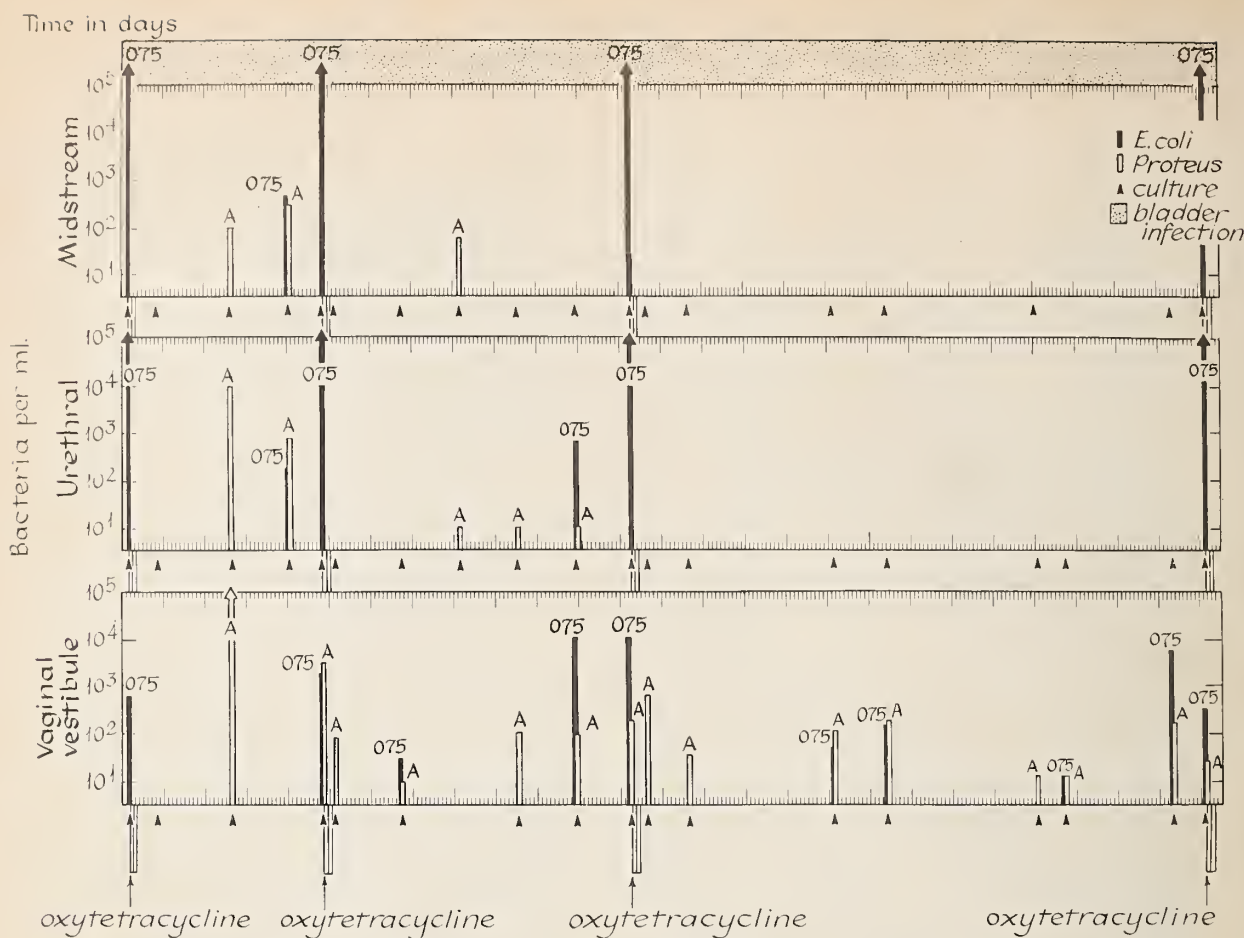 Time in days
075 075 075 075
10⁵
10⁴
10³
10²
10¹
Midstream
075 A
A
A
E.coli
Proteus
culture
bladder
infection
Bacteria per ml.
10⁵
10⁴
10³
10²
10¹
Urethral
075 A 075 075 075
075 A
075
A A A
10⁵
10⁴
10³
10²
10¹
Vaginal
vestibule
A 075 075 075
075 075 A A A 075
A 075 A A A A 075 A 075 A A A
075 A A 075 A
oxytetracycline oxytetracycline oxytetracycline oxytetracycline